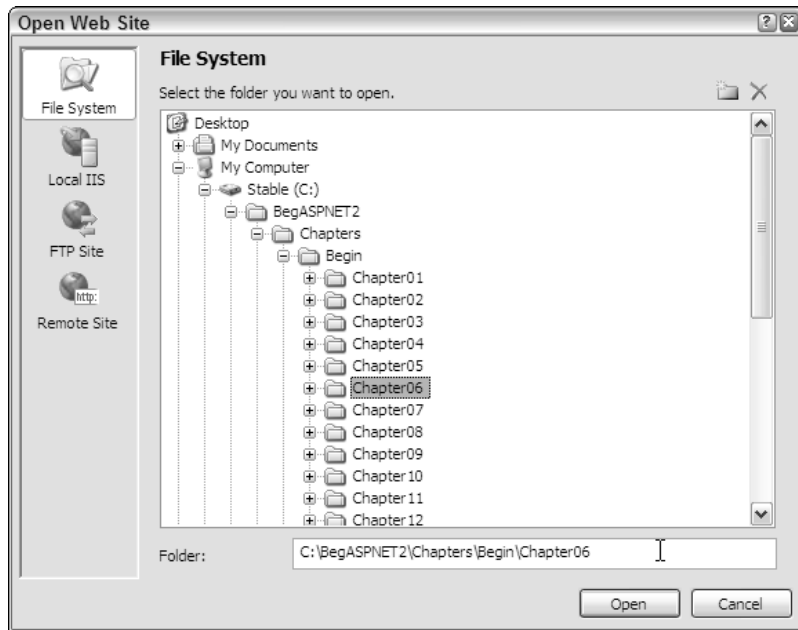 Open Web Site
File System
Local IIS
FTP Site
http:
Remote Site
File System
Select the folder you want to open.
Desktop
My Documents
My Computer
Stable (C:)
BegASPNET2
Chapters
Begin
Chapter01
Chapter02
Chapter03
Chapter04
Chapter05
Chapter06
Chapter07
Chapter08
Chapter09
Chapter10
Chapter11
Chapter12
Folder: C:\BegASPNET2\Chapters\Begin\Chapter06
Open Cancel